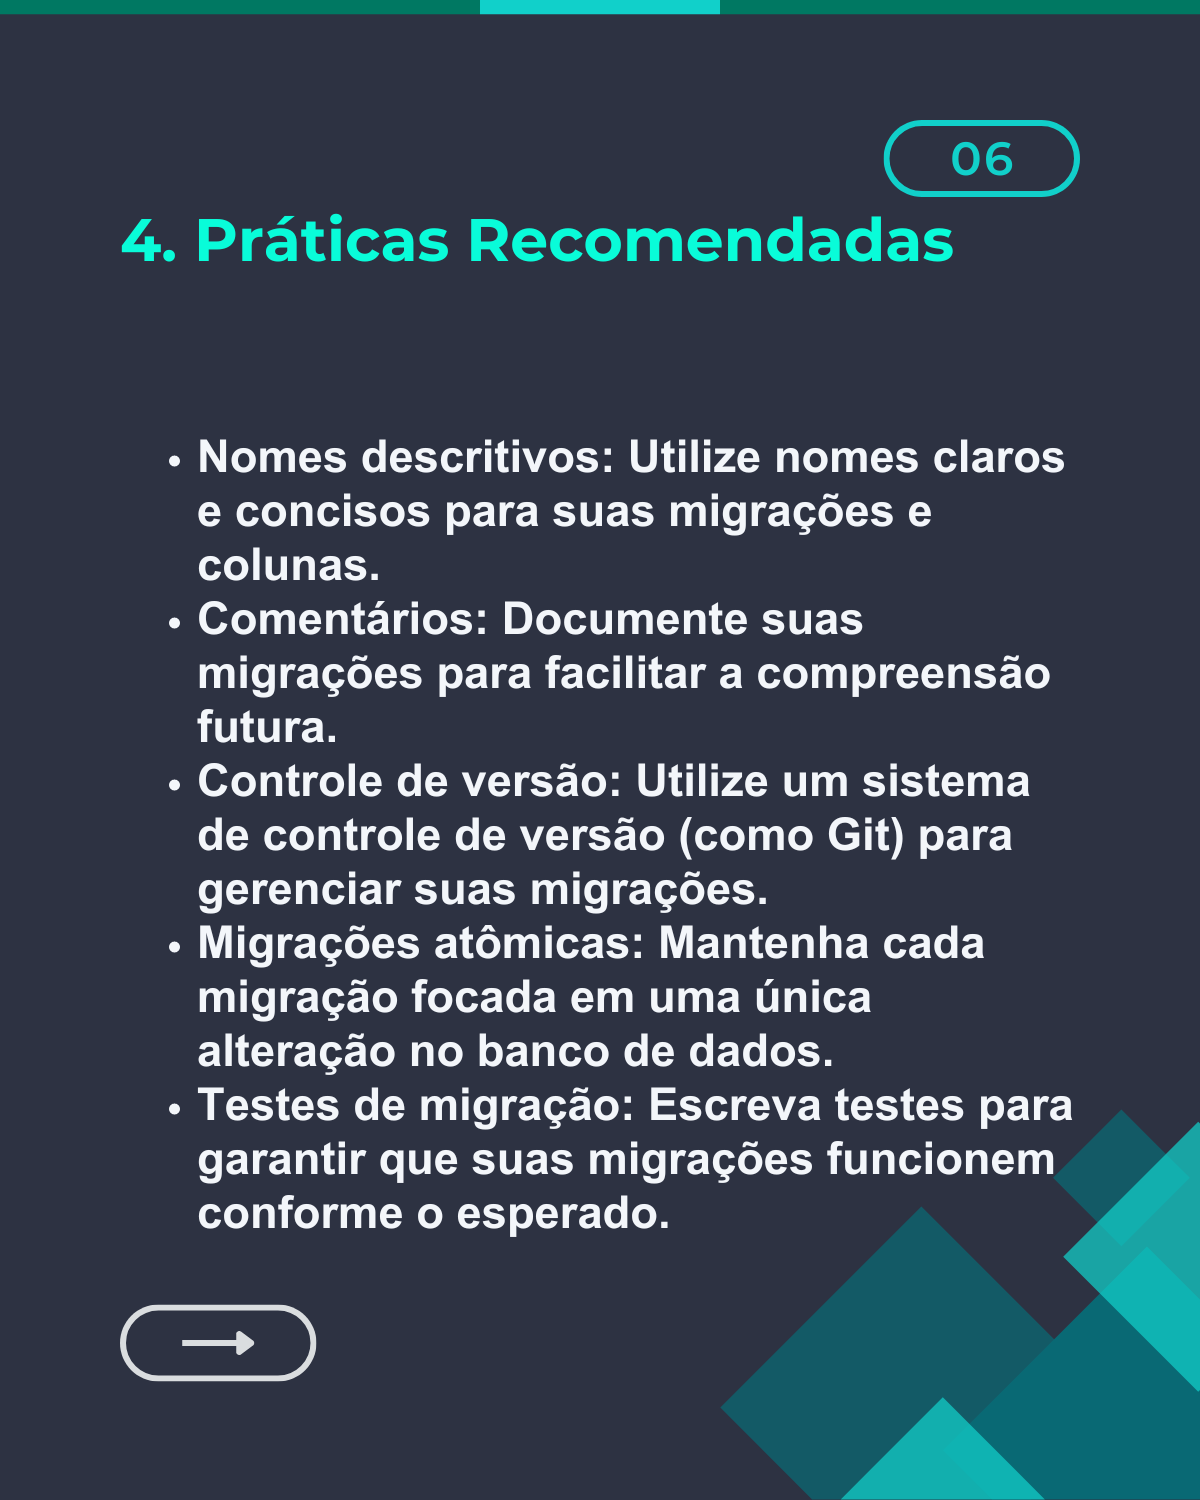 06
4. Práticas Recomendadas
• Nomes descritivos: Utilize nomes claros
e concisos para suas migrações e
colunas.
• Comentários: Documente suas
migrações para facilitar a compreensão
futura.
• Controle de versão: Utilize um sistema
de controle de versão (como Git) para
gerenciar suas migrações.
• Migrações atômicas: Mantenha cada
migração focada em uma única
alteração no banco de dados.
• Testes de migração: Escreva testes para
garantir que suas migrações funcionem
conforme o esperado.